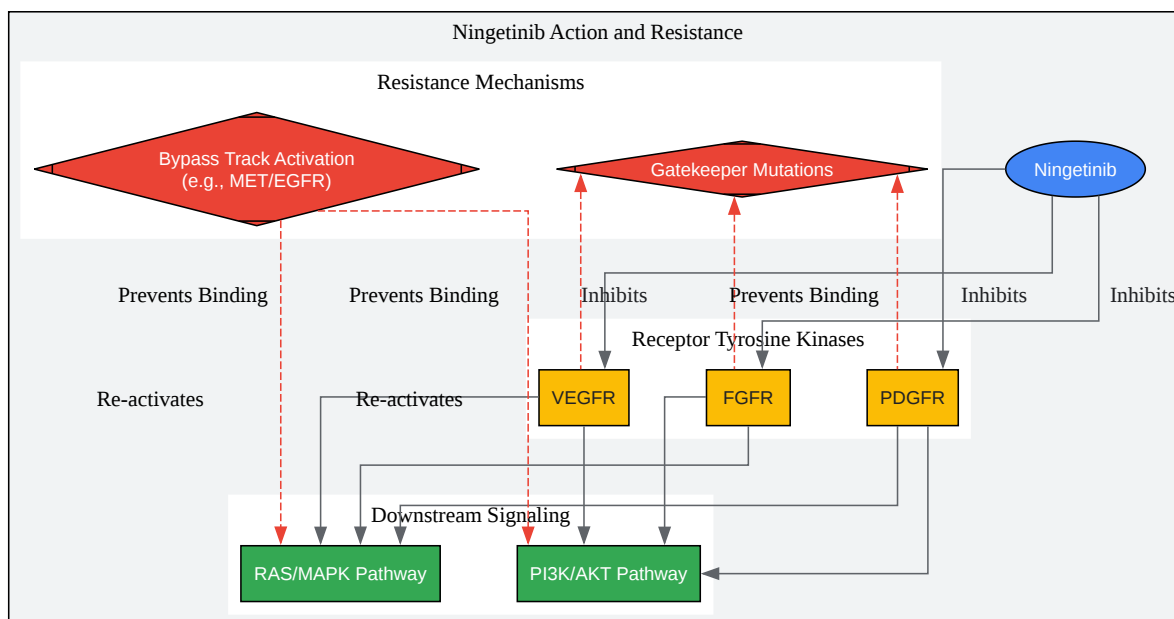 Ningetinib Action and Resistance
Resistance Mechanisms
Bypass Track Activation
(e.g., MET/EGFR)
Gatekeeper Mutations
Ningetinib
Prevents Binding
Prevents Binding
Inhibits
Prevents Binding
Inhibits
Inhibits
Receptor Tyrosine Kinases
VEGFR
FGFR
PDGFR
Re-activates
Re-activates
Downstream Signaling
RAS/MAPK Pathway
PI3K/AKT Pathway